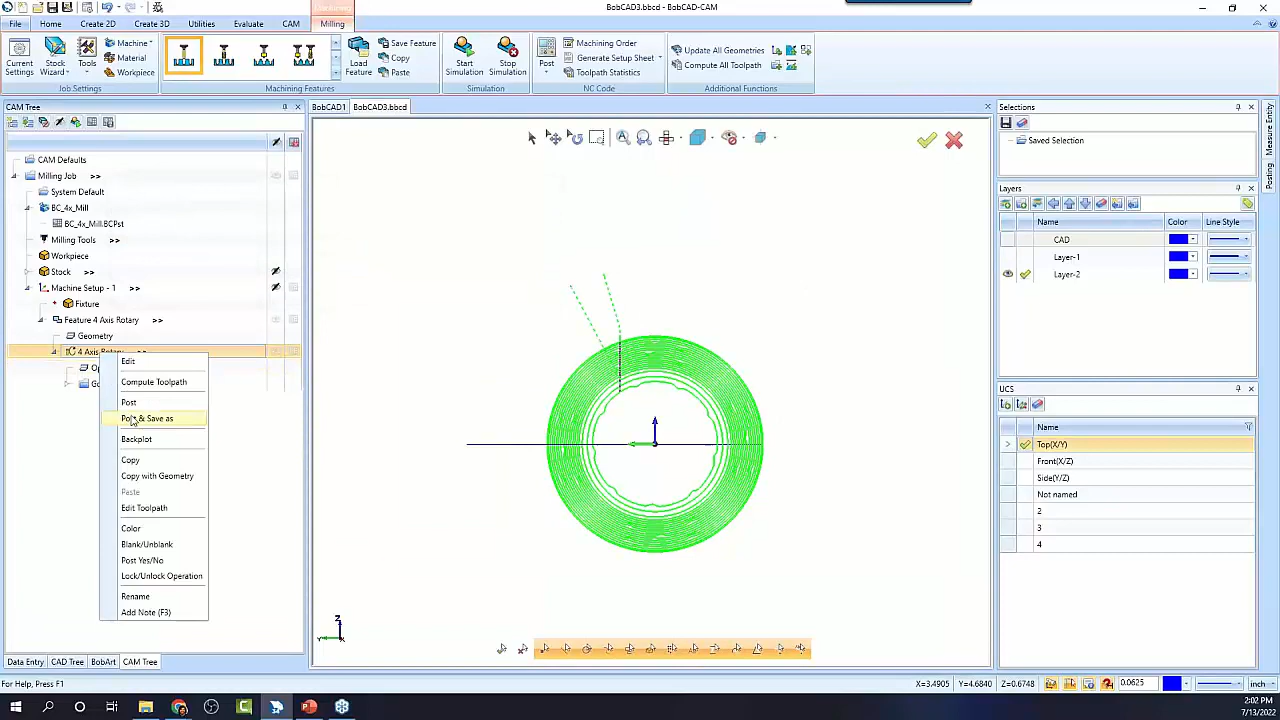 BobCAD3.bbcd
BobCAD-CAM
Machining
File
Home
Create 2D
Create 3D
Utilities
Evaluate
CAM
Milling
Current Settings
Stock Wizard
Tools
Machine
Material
Workpiece
Job Settings
Machining Features
Load Feature
Save Feature
Copy
Paste
Start Simulation
Stop Simulation
Simulation
Post
Machining Order
Generate Setup Sheet
Toolpath Statistics
NC Code
Update All Geometries
Compute All Toolpath
Additional Functions
CAM Tree
CAM Defaults
Milling Job >>
System Default
BC_4x_Mill
BC_4x_Mill.BCPst
Milling Tools >>
Workpiece
Stock >>
Machine Setup - 1 >>
Fixture
Feature 4 Axis Rotary >>
Geometry
4 Axis Rotary >>
Edit
Compute Toolpath
Post
Post & Save as
Backplot
Copy
Copy with Geometry
Paste
Edit Toolpath
Color
Blank/Unblank
Post Yes/No
Lock/Unlock Operation
Rename
Add Note (F3)
Data Entry
CAD Tree
BobArt
CAM Tree
BobCAD1
BobCAD3.bbcd
Z
Y
X
Selections
Saved Selection
Layers
Name
Color
Line Style
CAD
Layer-1
Layer-2
UCS
Name
Top(X/Y)
Front(X/Z)
Side(Y/Z)
Not named
2
3
4
Measure Entity
Posting
For Help, Press F1
X=3.4905
Y=4.6840
Z=0.6748
0.0625
inch
2:02 PM
7/13/2022